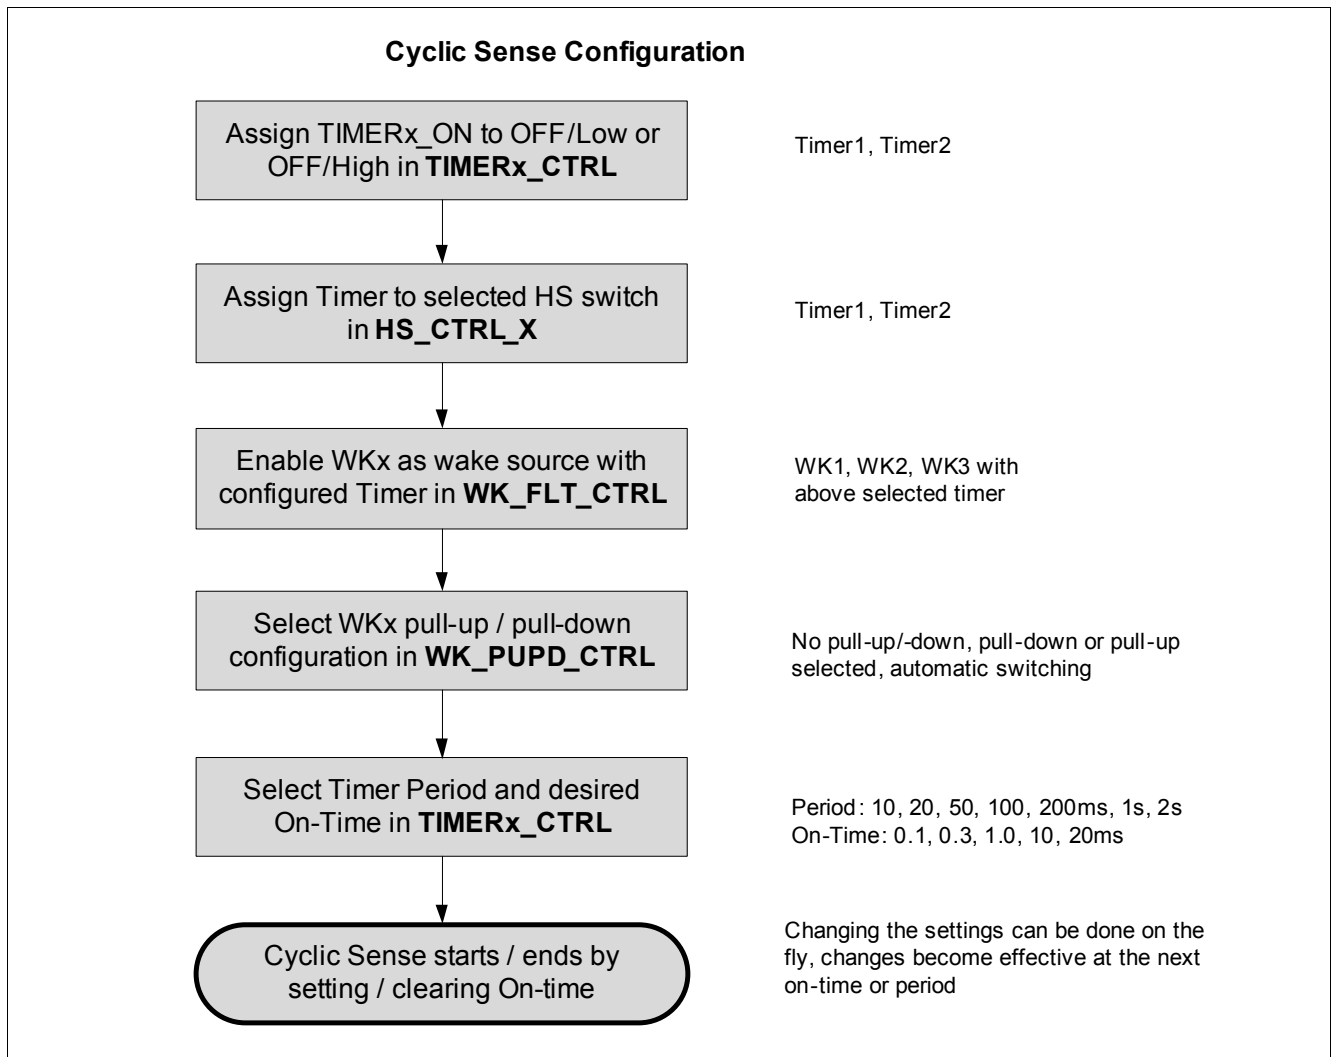 Cyclic Sense Configuration
Assign TIMERx_ON to OFF/Low or
OFF/High in TIMERx_CTRL
Timer1, Timer2
Assign Timer to selected HS switch
in HS_CTRL_X
Timer1, Timer2
Enable WKx as wake source with
configured Timer in WK_FLT_CTRL
WK1, WK2, WK3 with
above selected timer
Select WKx pull-up / pull-down
configuration in WK_PUPD_CTRL
No pull-up/-down, pull-down or pull-up
selected, automatic switching
Select Timer Period and desired
On-Time in TIMERx_CTRL
Period: 10, 20, 50, 100, 200ms, 1s, 2s
On-Time: 0.1, 0.3, 1.0, 10, 20ms
Cyclic Sense starts / ends by
setting / clearing On-time
Changing the settings can be done on the
fly, changes become effective at the next
on-time or period